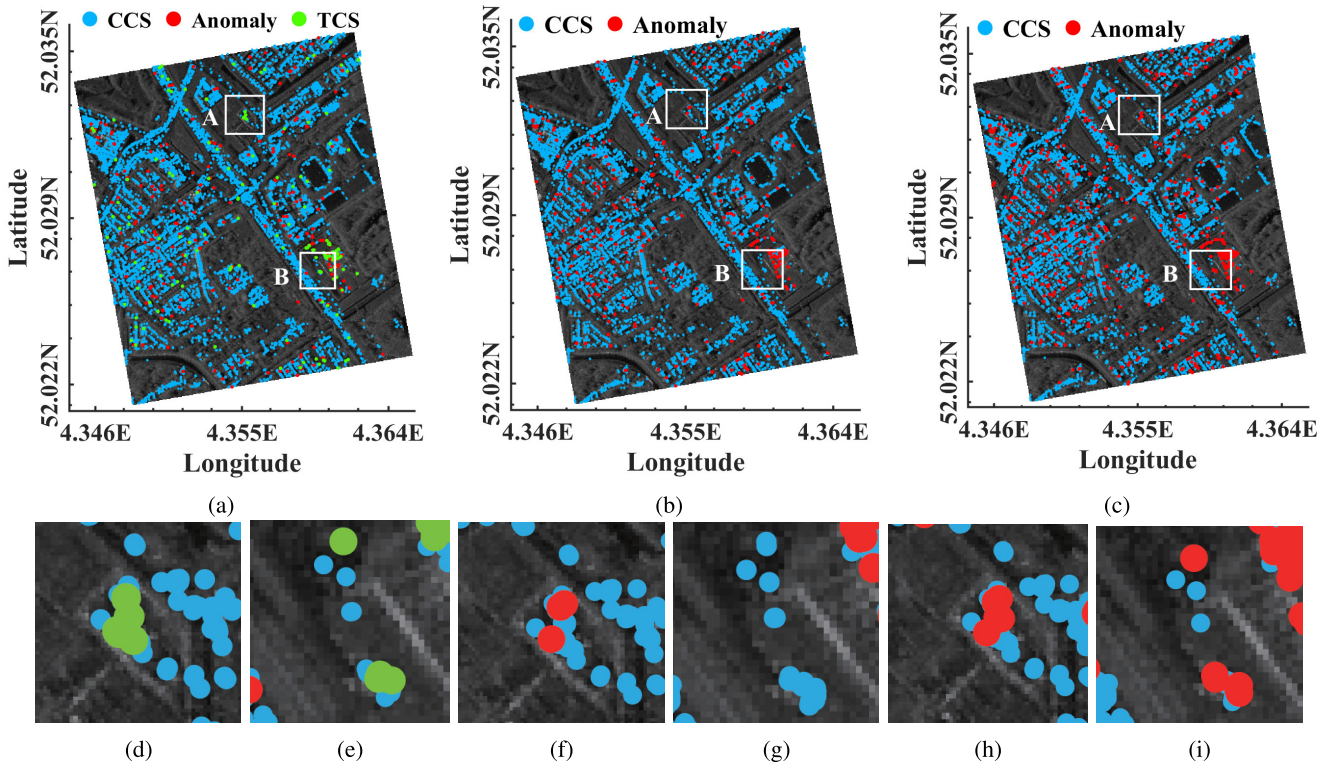 CCS Anomaly TCS
52.035N
52.029N
52.022N
Latitude
A
B
4.346E 4.355E 4.364E
Longitude
(a)
CCS Anomaly
52.035N
52.029N
52.022N
Latitude
A
B
4.346E 4.355E 4.364E
Longitude
(b)
CCS Anomaly
52.035N
52.029N
52.022N
Latitude
A
B
4.346E 4.355E 4.364E
Longitude
(c)
(d) (e) (f) (g) (h) (i)